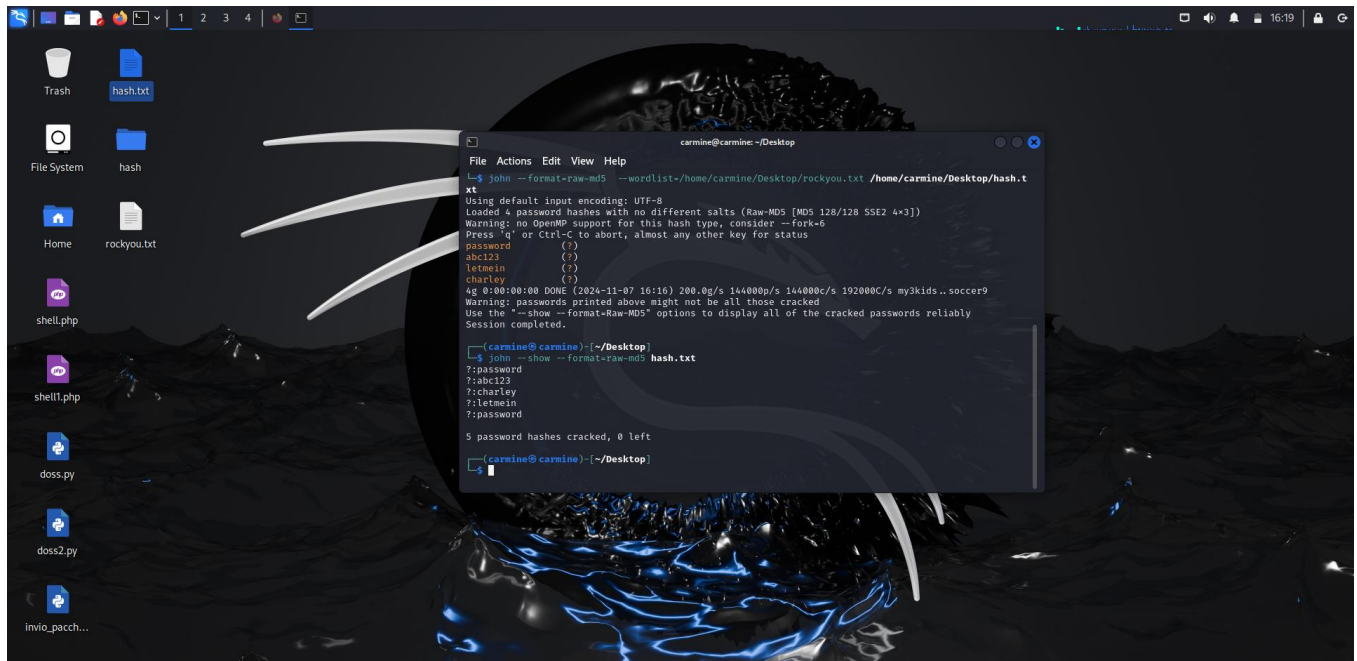 1 2 3 4
16:19
Trash
hash.txt
File System
hash
Home
rockyou.txt
php
shell.php
php
shell1.php
doss.py
doss2.py
invio_pacch...
carmine@carmine: ~/Desktop
File Actions Edit View Help
└─$ john --format=raw-md5 --wordlist=/home/carmine/Desktop/rockyou.txt /home/carmine/Desktop/hash.t
xt
Using default input encoding: UTF-8
Loaded 4 password hashes with no different salts (Raw-MD5 [MD5 128/128 SSE2 4×3])
Warning: no OpenMP support for this hash type, consider --fork=6
Press 'q' or Ctrl-C to abort, almost any other key for status
password (?)
abc123 (?)
letmein (?)
charley (?)
4g 0:00:00:00 DONE (2024-11-07 16:16) 200.0g/s 144000p/s 144000c/s 192000C/s my3kids..soccer9
Warning: passwords printed above might not be all those cracked
Use the "--show --format=Raw-MD5" options to display all of the cracked passwords reliably
Session completed.
┌──(carmine㉿carmine)-[~/Desktop]
└─$ john --show --format=raw-md5 hash.txt
?:password
?:abc123
?:charley
?:letmein
?:password
5 password hashes cracked, 0 left
┌──(carmine㉿carmine)-[~/Desktop]
└─$